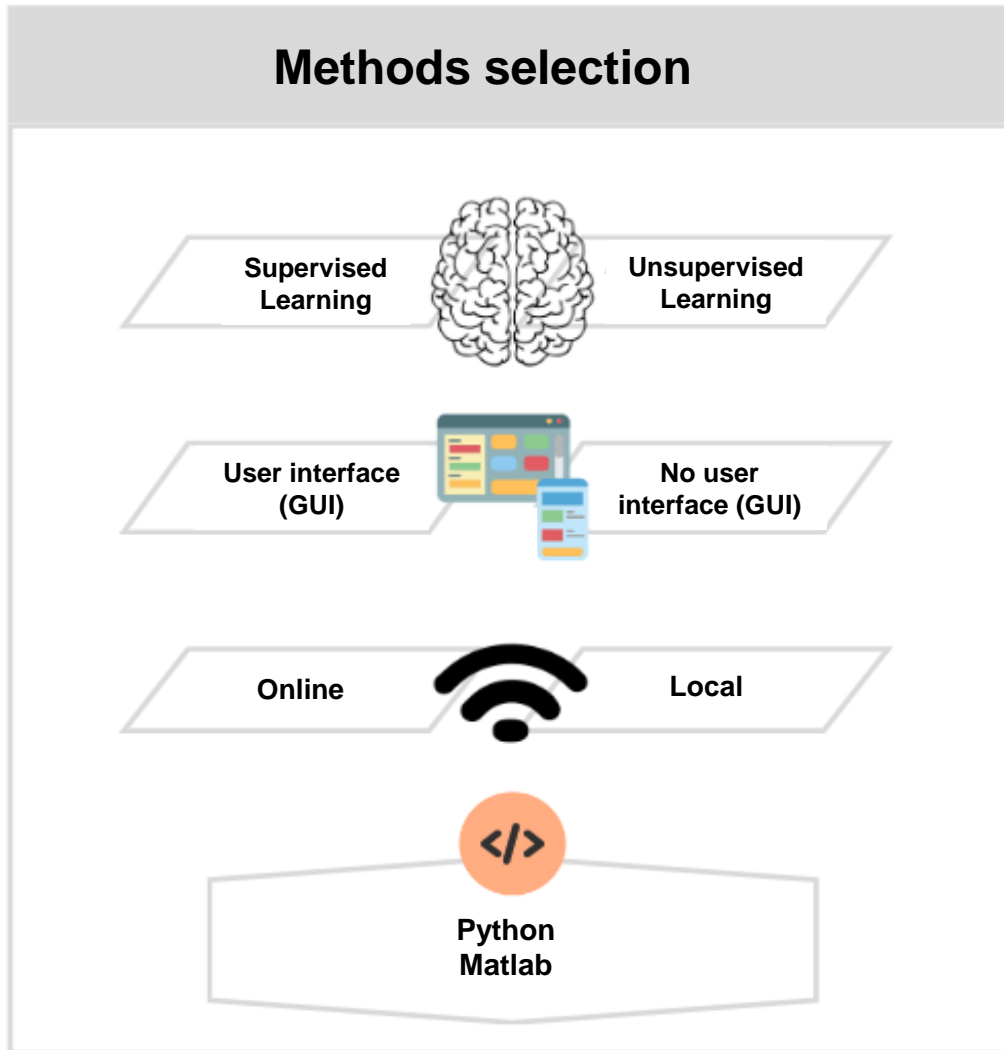 Methods selection
Supervised
Learning
Unsupervised
Learning
User interface
(GUI)
No user
interface (GUI)
Online
Local
</>
Python
Matlab